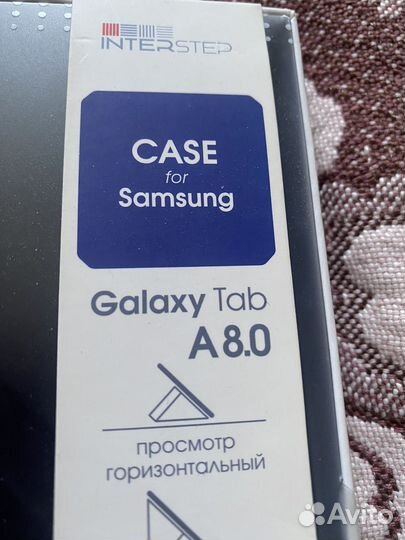 INTERSTEP
CASE
for
Samsung
Galaxy Tab
A 8.0
просмотр
горизонтальный
Avito